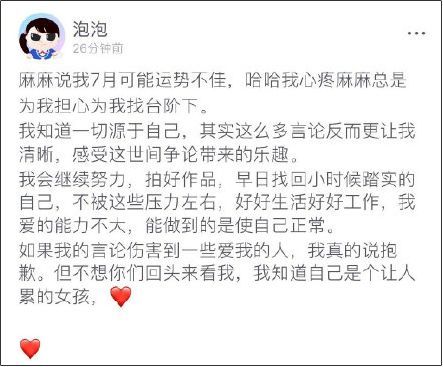 泡泡
26分钟前
麻麻说我7月可能运势不佳，哈哈我心疼麻麻总是
为我担心为我找台阶下。
我知道一切源于自己，其实这么多言论反而更让我
清晰，感受这世间争论带来的乐趣。
我会继续努力，拍好作品，早日找回小时候踏实的
自己，不被这些压力左右，好好生活好好工作，我
爱的能力不大，能做到的是使自己正常。
如果我的言论伤害到一些爱我的人，我真的说抱
歉。但不想你们回头来看我，我知道自己是个让人
累的女孩，❤️
❤️